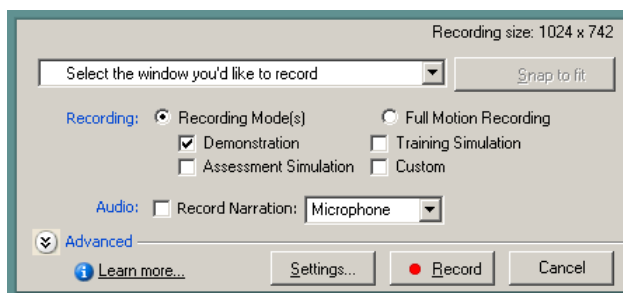 Recording size: 1024 x 742
Select the window you'd like to record Snap to fit
Recording: Recording Mode(s) Full Motion Recording
Demonstration Training Simulation
Assessment Simulation Custom
Audio: Record Narration: Microphone
Advanced
Learn more... Settings... Record Cancel